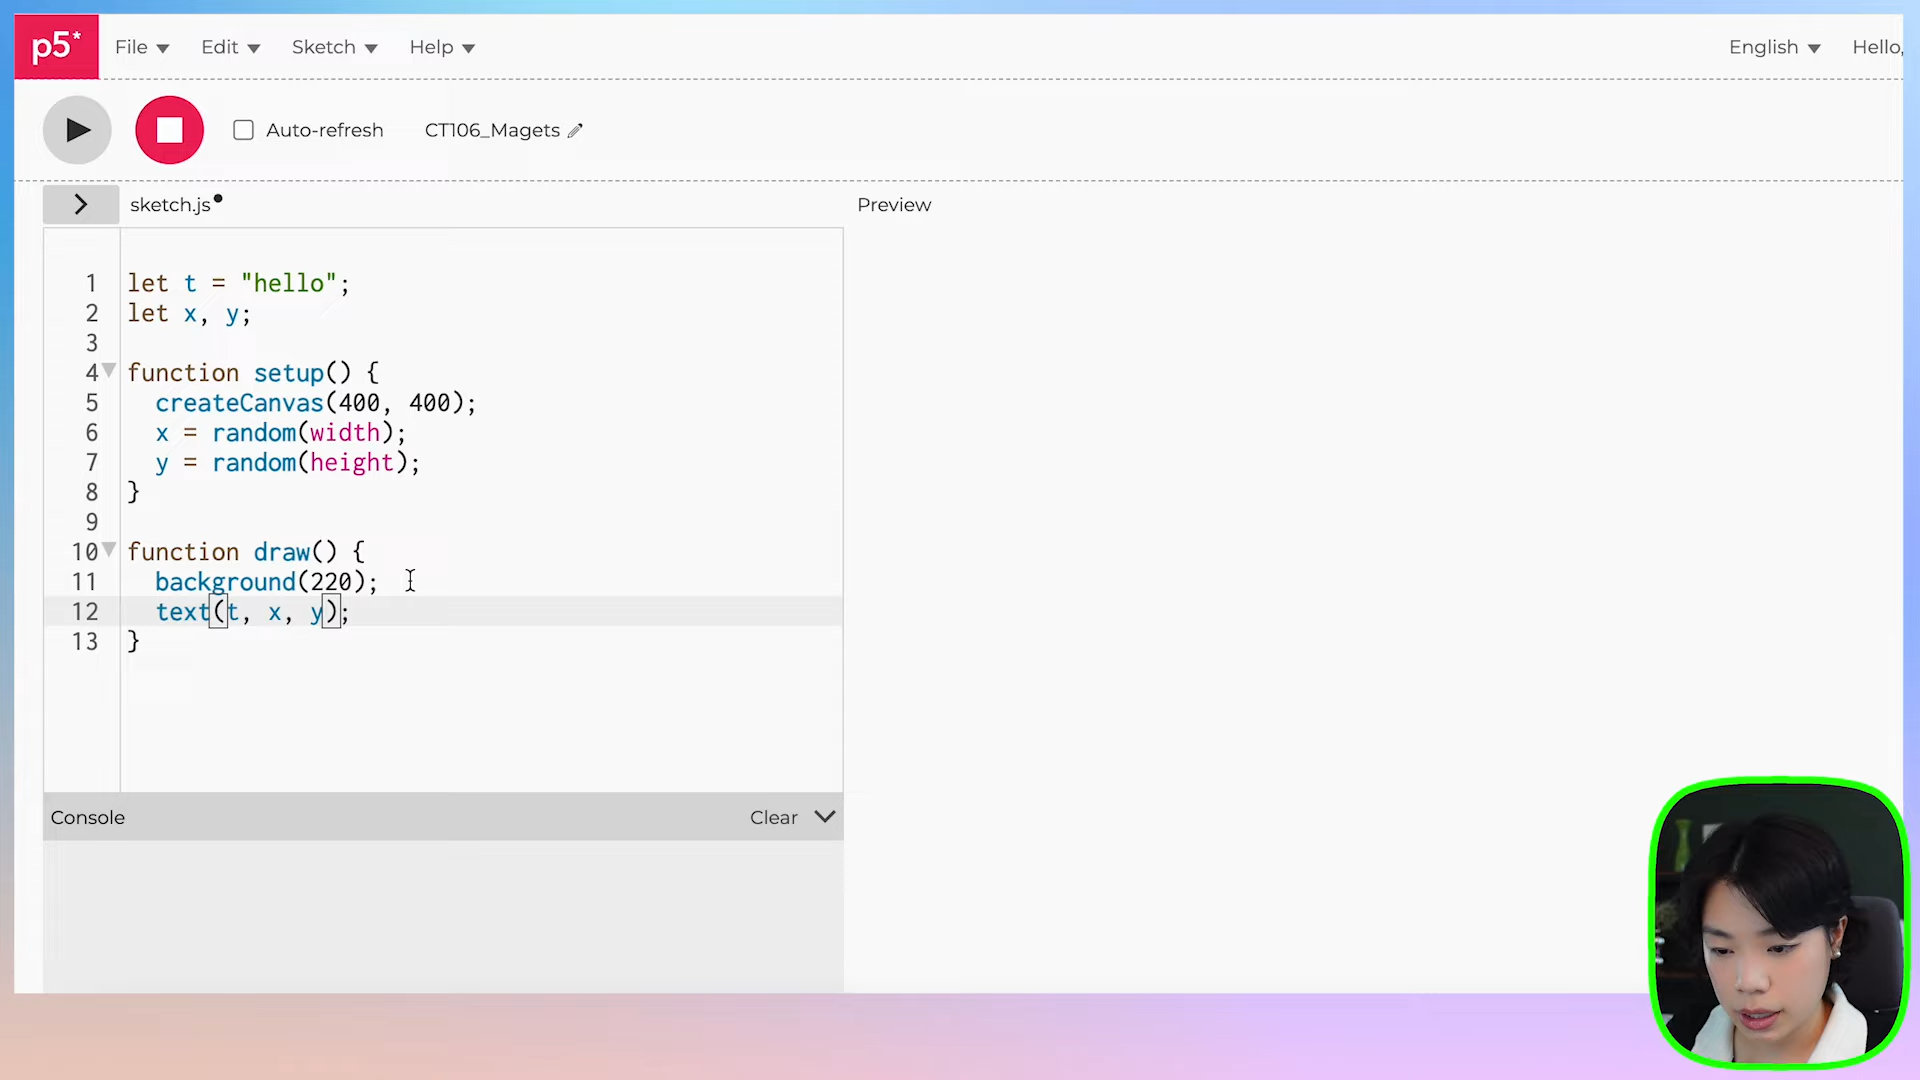 p5* File Edit Sketch Help English Hello,
Auto-refresh CT106_Magets
sketch.js Preview
1 let t = "hello";
2 let x, y;
3
4 function setup() {
5 createCanvas(400, 400);
6 x = random(width);
7 y = random(height);
8 }
9
10 function draw() {
11 background(220);
12 text(t, x, y);
13 }
Console Clear